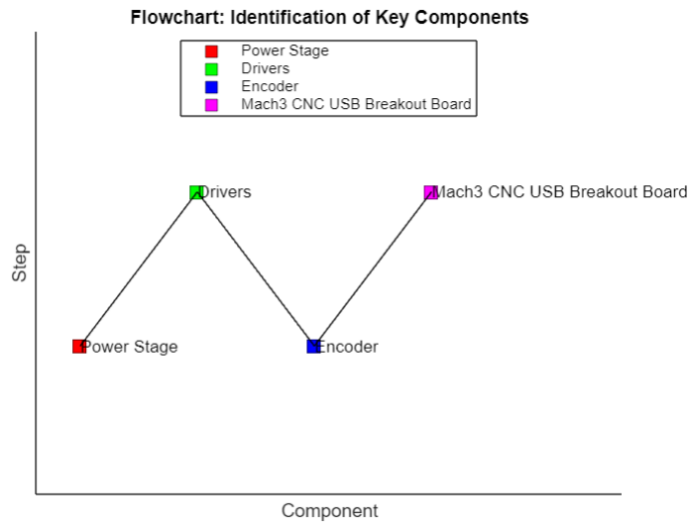 Flowchart: Identification of Key Components
Power Stage
Drivers
Encoder
Mach3 CNC USB Breakout Board
Drivers
Mach3 CNC USB Breakout Board
Step
Power Stage
Encoder
Component